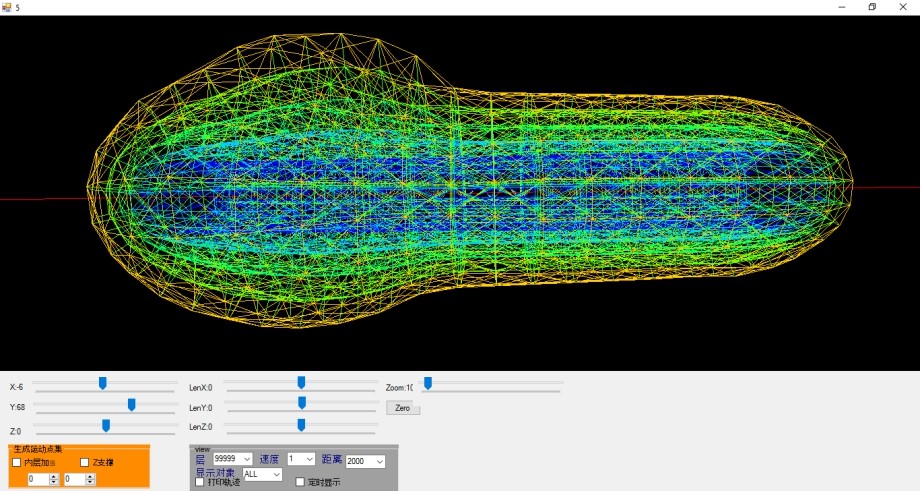 5
X:-6
LenX:0
Zoom:10
Y:68
LenY:0
Zero
Z:0
LenZ:0
生成运动点集
内层加
Z支撑
0
0
view
层
99999
速度
1
距离
2000
显示对象
ALL
打印轨迹
定时显示